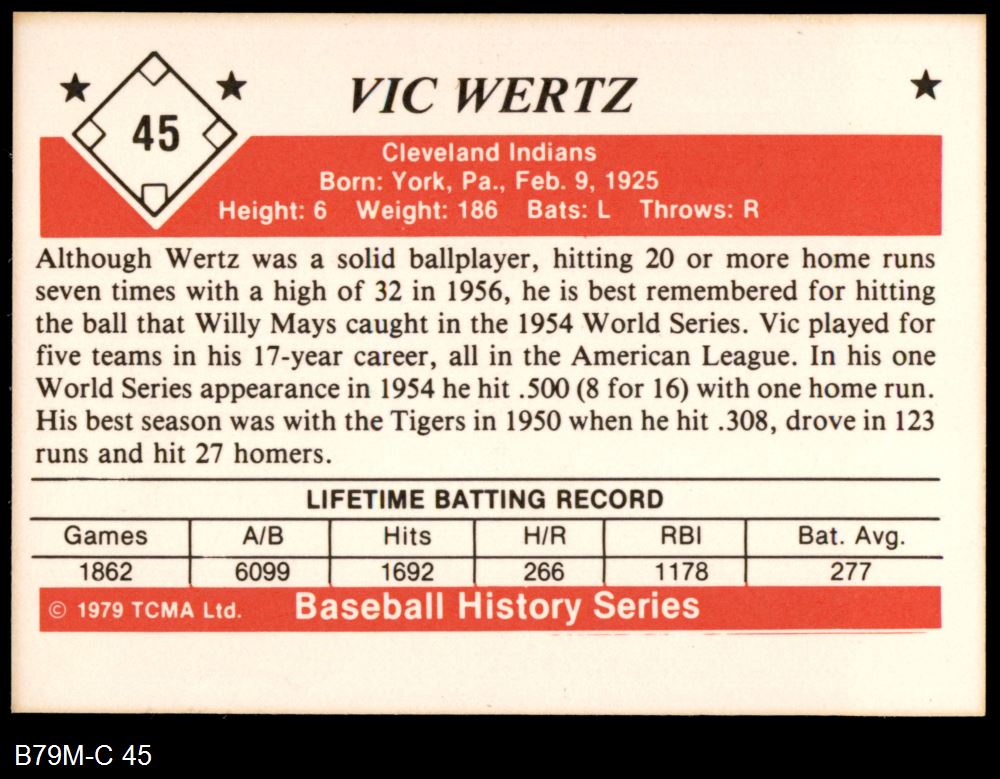 45
VIC WERTZ
Cleveland Indians
Born: York, Pa., Feb. 9, 1925
Height: 6 Weight: 186 Bats: L Throws: R
Although Wertz was a solid ballplayer, hitting 20 or more home runs
seven times with a high of 32 in 1956, he is best remembered for hitting
the ball that Willy Mays caught in the 1954 World Series. Vic played for
five teams in his 17-year career, all in the American League. In his one
World Series appearance in 1954 he hit .500 (8 for 16) with one home run.
His best season was with the Tigers in 1950 when he hit .308, drove in 123
runs and hit 27 homers.
LIFETIME BATTING RECORD
Games A/B Hits H/R RBI Bat. Avg.
1862 6099 1692 266 1178 277
© 1979 TCMA Ltd. Baseball History Series
B79M-C 45